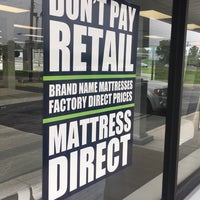 DON'T PAY
RETAIL
BRAND NAME MATTRESSES
FACTORY DIRECT PRICES
MATTRESS
DIRECT